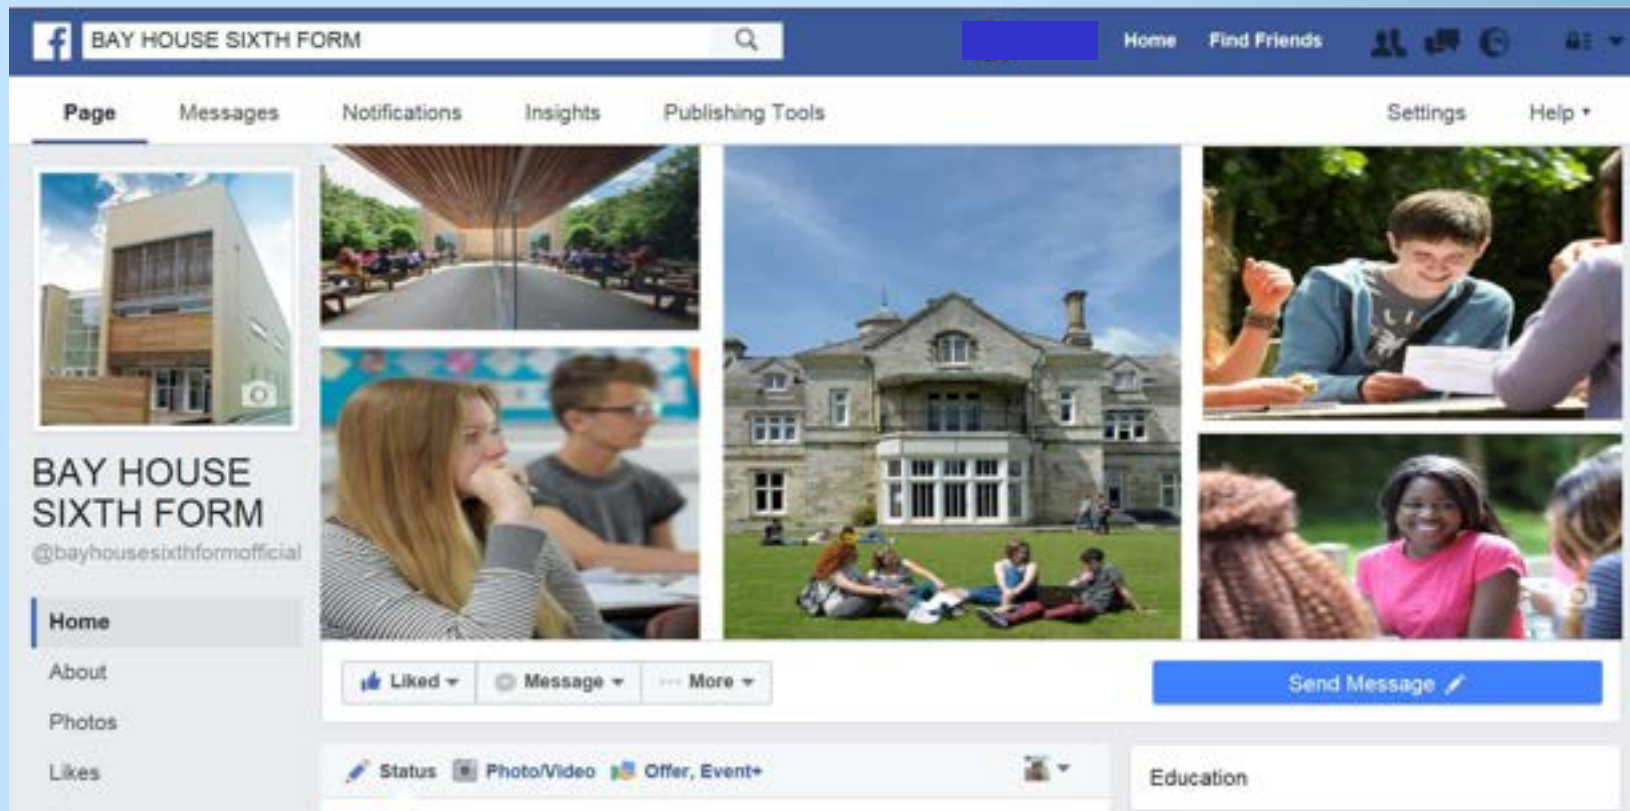 f BAY HOUSE SIXTH FORM Home Find Friends
Page Messages Notifications Insights Publishing Tools Settings Help
BAY HOUSE
SIXTH FORM
@bayhousesixthformofficial
Home
About
Photos
Likes
Liked Message More Send Message
Status Photo/Video Offer, Event+
Education